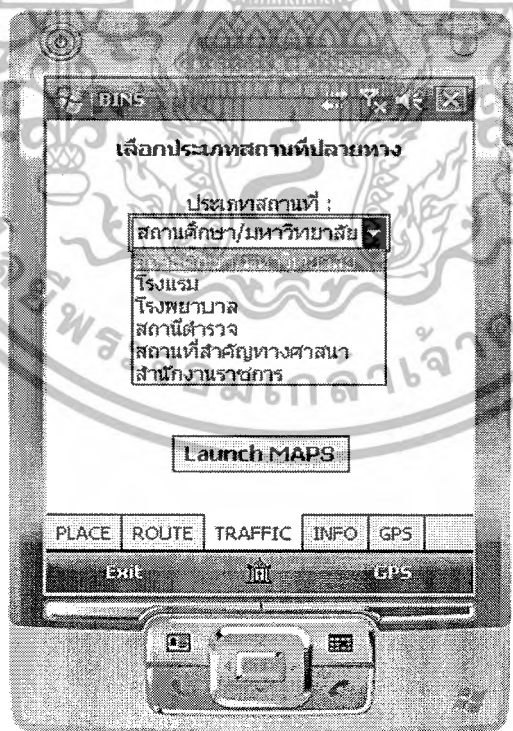 BINS
เลือกประเภทสถานที่ปลายทาง
ประเภทสถานที่ :
สถานศึกษา/มหาวิทยาลัย
โรงแรม
โรงพยาบาล
สถานีตำรวจ
สถานที่สำคัญทางศาสนา
สำนักงานราชการ
Launch MAPS
PLACE ROUTE TRAFFIC INFO GPS
Exit GPS